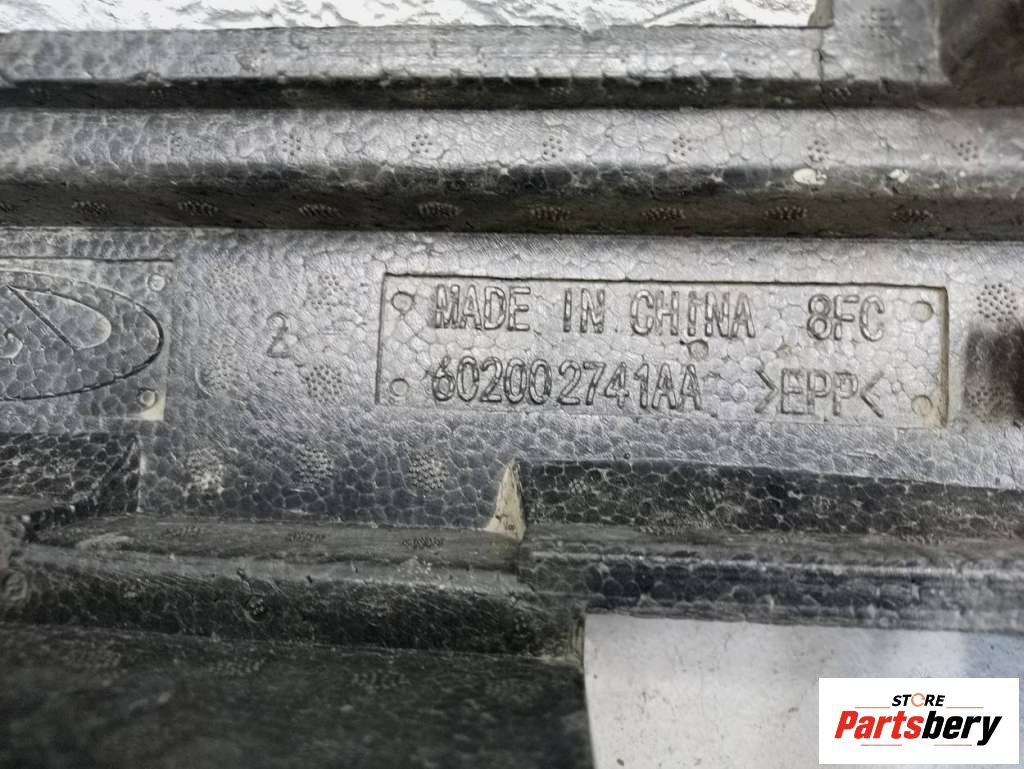 MADE IN CHINA 8FC
2
602002741AA >EPP<
STORE
Partsbery